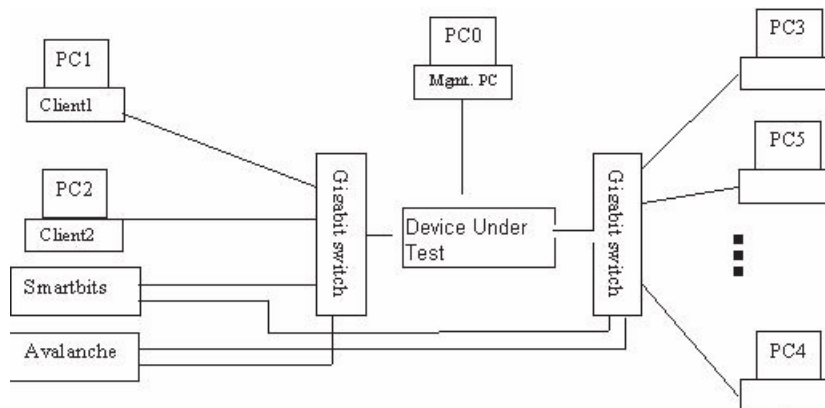 PC1
Client1
PC0
Mgmt. PC
PC3
PC2
Client2
Gigabit switch
Device Under
Test
Gigabit switch
PC5
Smartbits
Avalanche
PC4